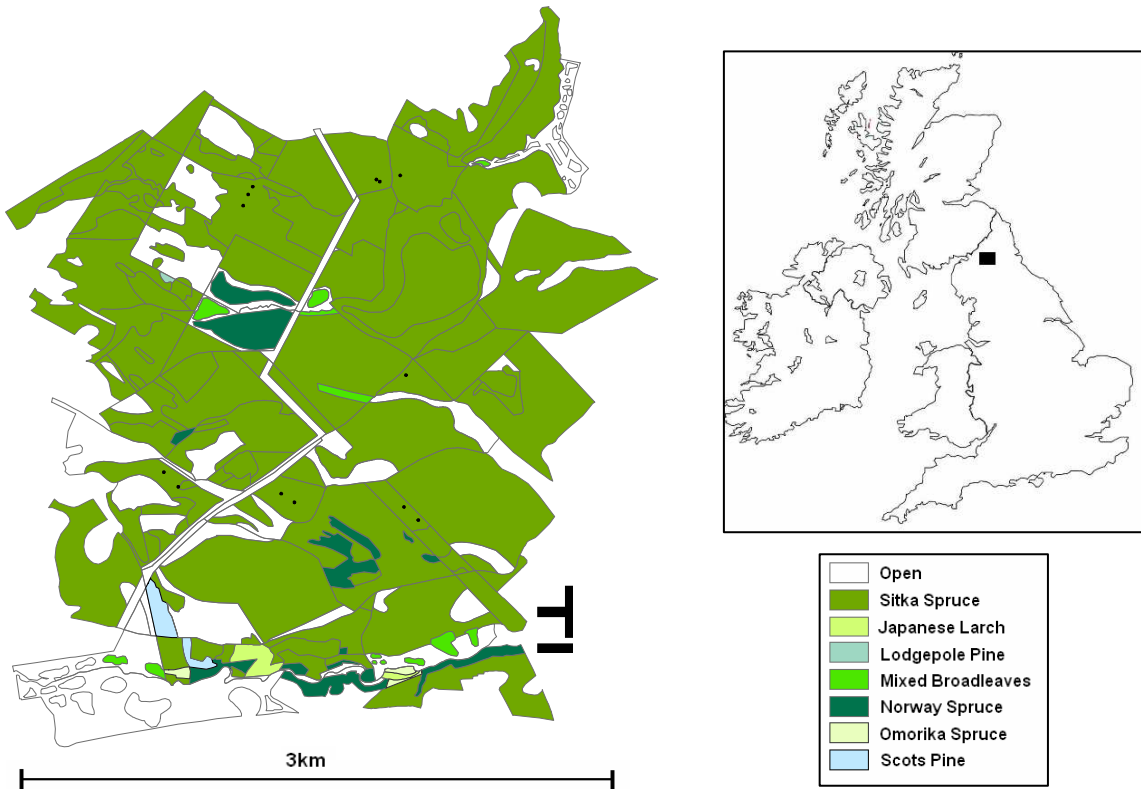 Open
Sitka Spruce
Japanese Larch
Lodgepole Pine
Mixed Broadleaves
Norway Spruce
Omorika Spruce
Scots Pine
3km